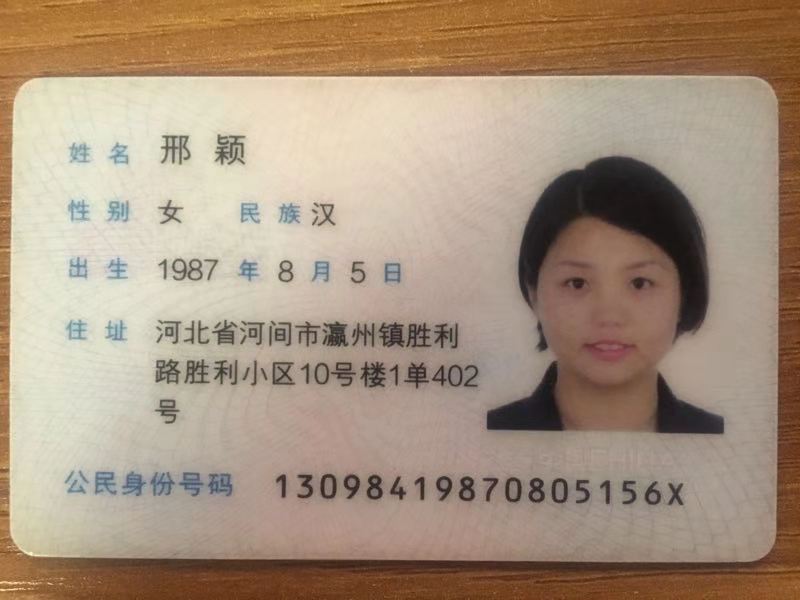 姓名 邢颖
性别 女 民族 汉
出生 1987 年 8 月 5 日
住址 河北省河间市瀛州镇胜利
路胜利小区10号楼1单402
号
公民身份号码 13098419870805156X